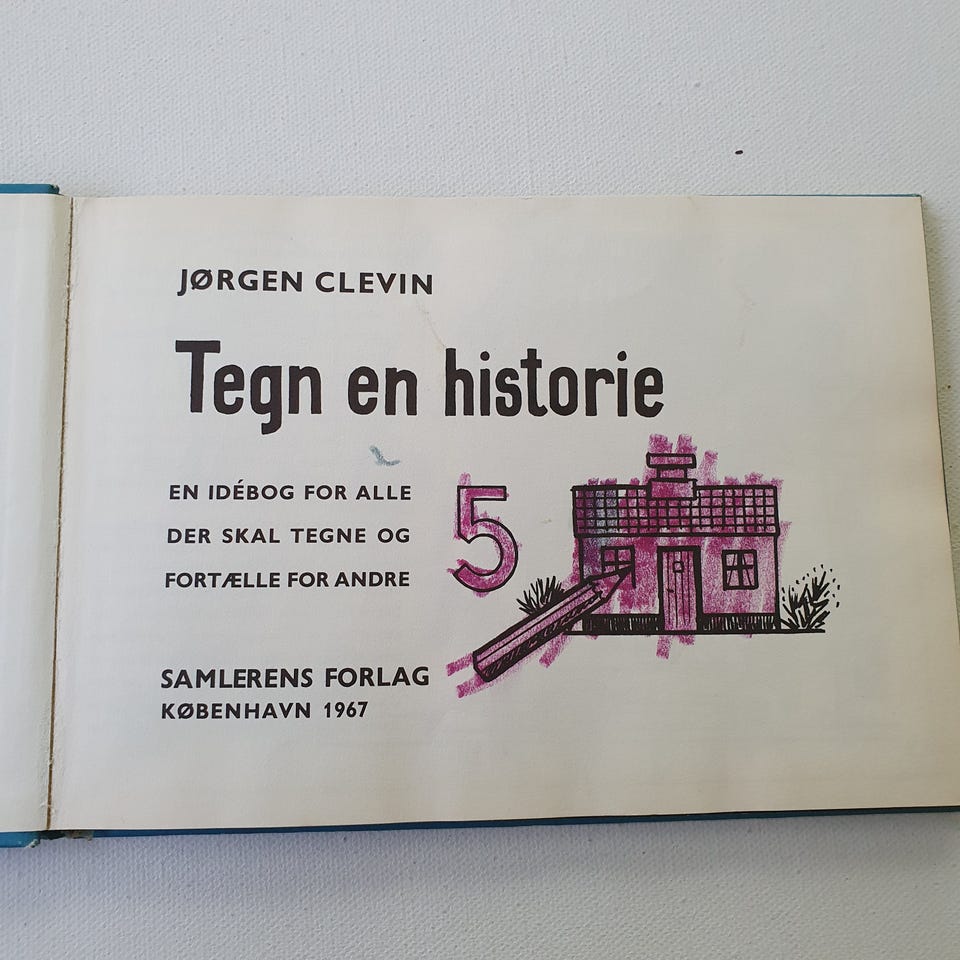 JØRGEN CLEVIN
Tegn en historie
EN IDÉBOG FOR ALLE
DER SKAL TEGNE OG
FORTÆLLE FOR ANDRE
5
SAMLERENS FORLAG
KØBENHAVN 1967